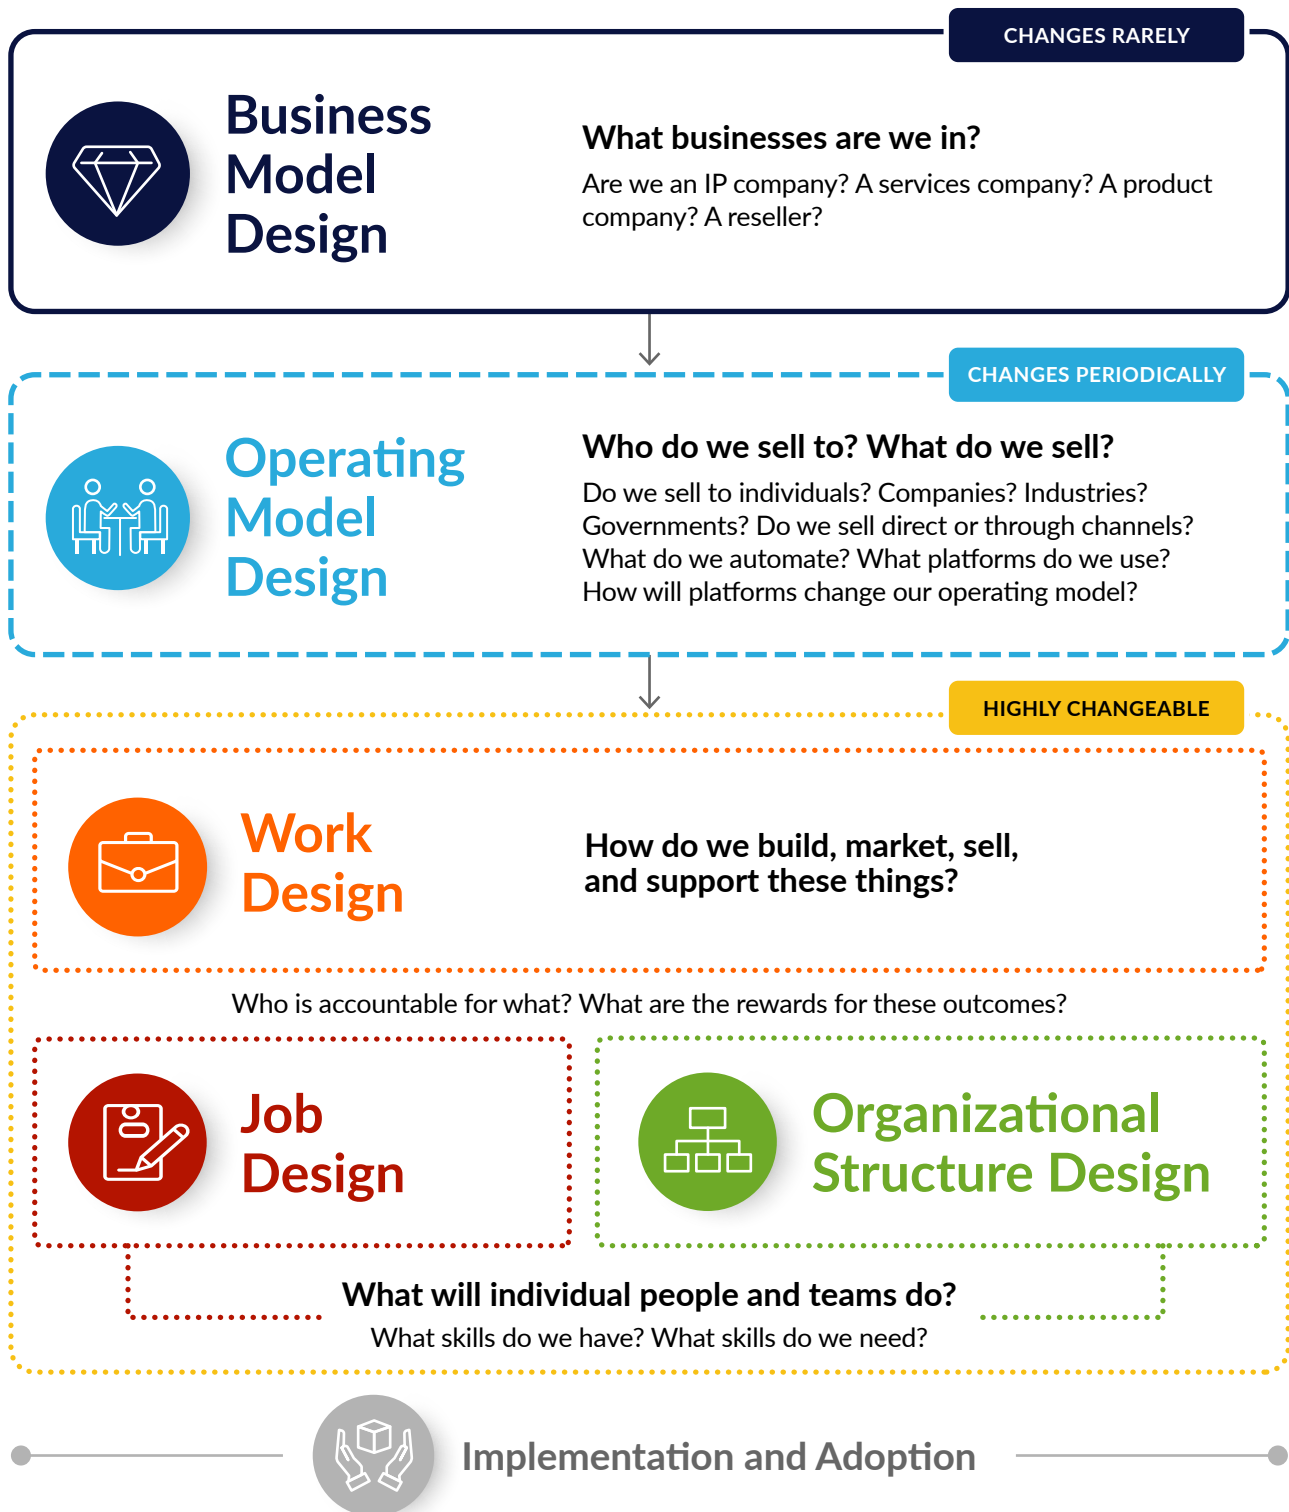 CHANGES RARELY
Business
Model
Design
What businesses are we in?
Are we an IP company? A services company? A product
company? A reseller?
CHANGES PERIODICALLY
Operating
Model
Design
Who do we sell to? What do we sell?
Do we sell to individuals? Companies? Industries?
Governments? Do we sell direct or through channels?
What do we automate? What platforms do we use?
How will platforms change our operating model?
HIGHLY CHANGEABLE
Work
Design
How do we build, market, sell,
and support these things?
Who is accountable for what? What are the rewards for these outcomes?
Job
Design
Organizational
Structure Design
What will individual people and teams do?
What skills do we have? What skills do we need?
Implementation and Adoption